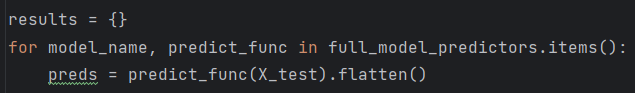 results = {}
for model_name, predict_func in full_model_predictors.items():
    preds = predict_func(X_test).flatten()